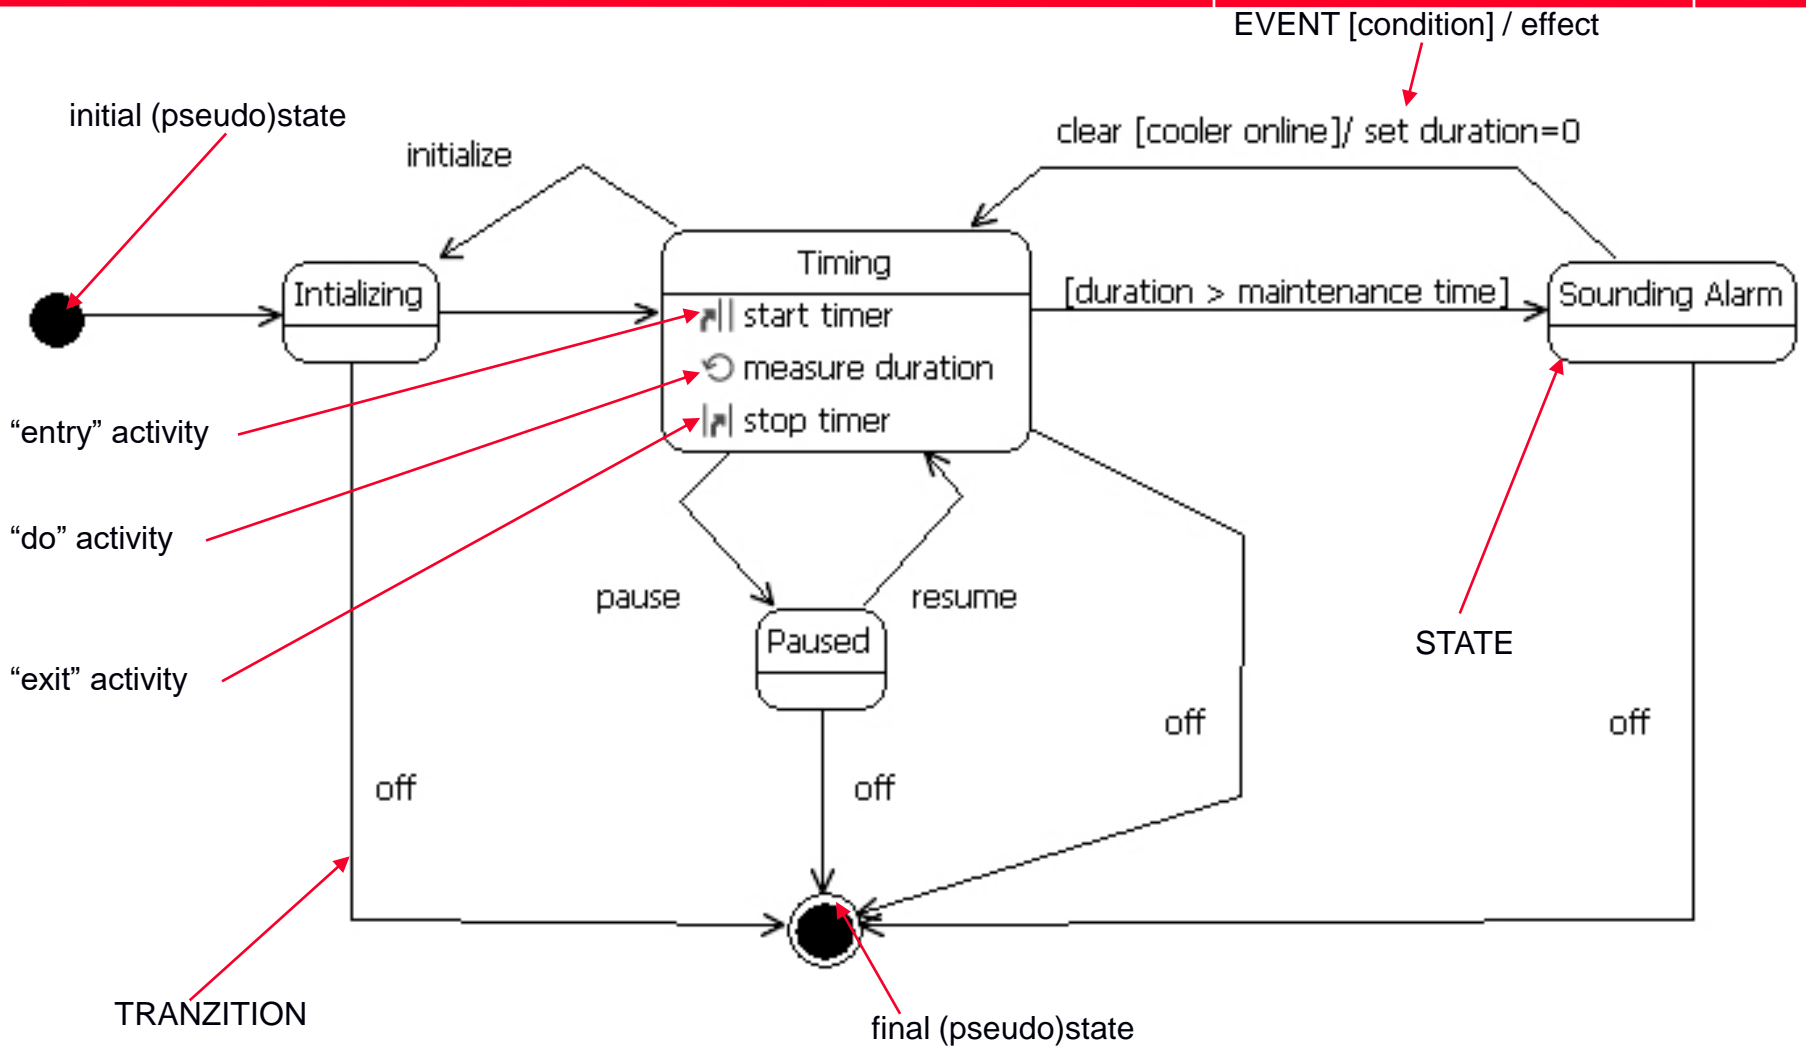 EVENT [condition] / effect
initial (pseudo)state
clear [cooler online]/ set duration=0
initialize
Timing
Intializing
[duration > maintenance time]
Sounding Alarm
start timer
measure duration
stop timer
"entry" activity
"do" activity
pause
resume
Paused
STATE
"exit" activity
off
off
off
off
TRANZITION
final (pseudo)state